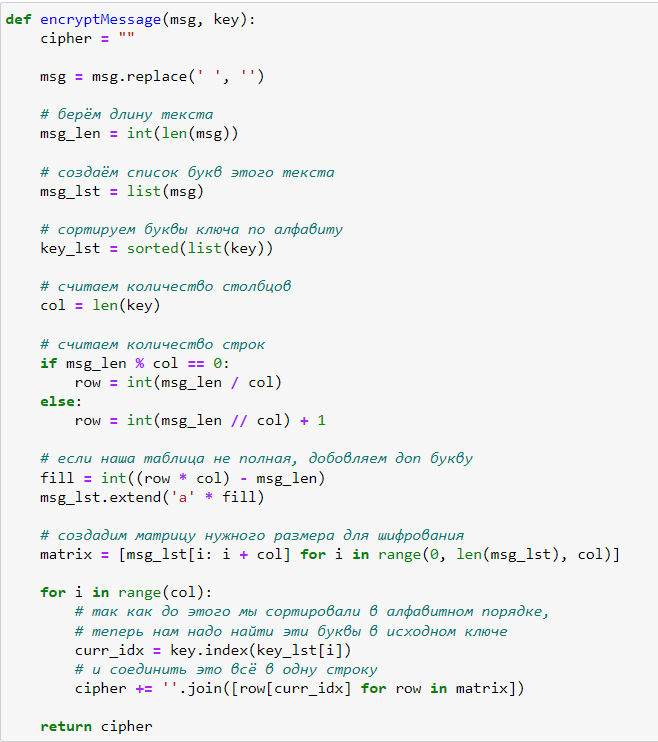 def encryptMessage(msg, key):
    cipher = ""

    msg = msg.replace(' ', '')

    # берём длину текста
    msg_len = int(len(msg))

    # создаём список букв этого текста
    msg_lst = list(msg)

    # сортируем буквы ключа по алфавиту
    key_lst = sorted(list(key))

    # считаем количество столбцов
    col = len(key)

    # считаем количество строк
    if msg_len % col == 0:
        row = int(msg_len / col)
    else:
        row = int(msg_len // col) + 1

    # если наша таблица не полная, добовляем доп букву
    fill = int((row * col) - msg_len)
    msg_lst.extend('a' * fill)

    # создадим матрицу нужного размера для шифрования
    matrix = [msg_lst[i: i + col] for i in range(0, len(msg_lst), col)]

    for i in range(col):
        # так как до этого мы сортировали в алфавитном порядке,
        # теперь нам надо найти эти буквы в исходном ключе
        curr_idx = key.index(key_lst[i])
        # и соединить это всё в одну строку
        cipher += ''.join([row[curr_idx] for row in matrix])

    return cipher